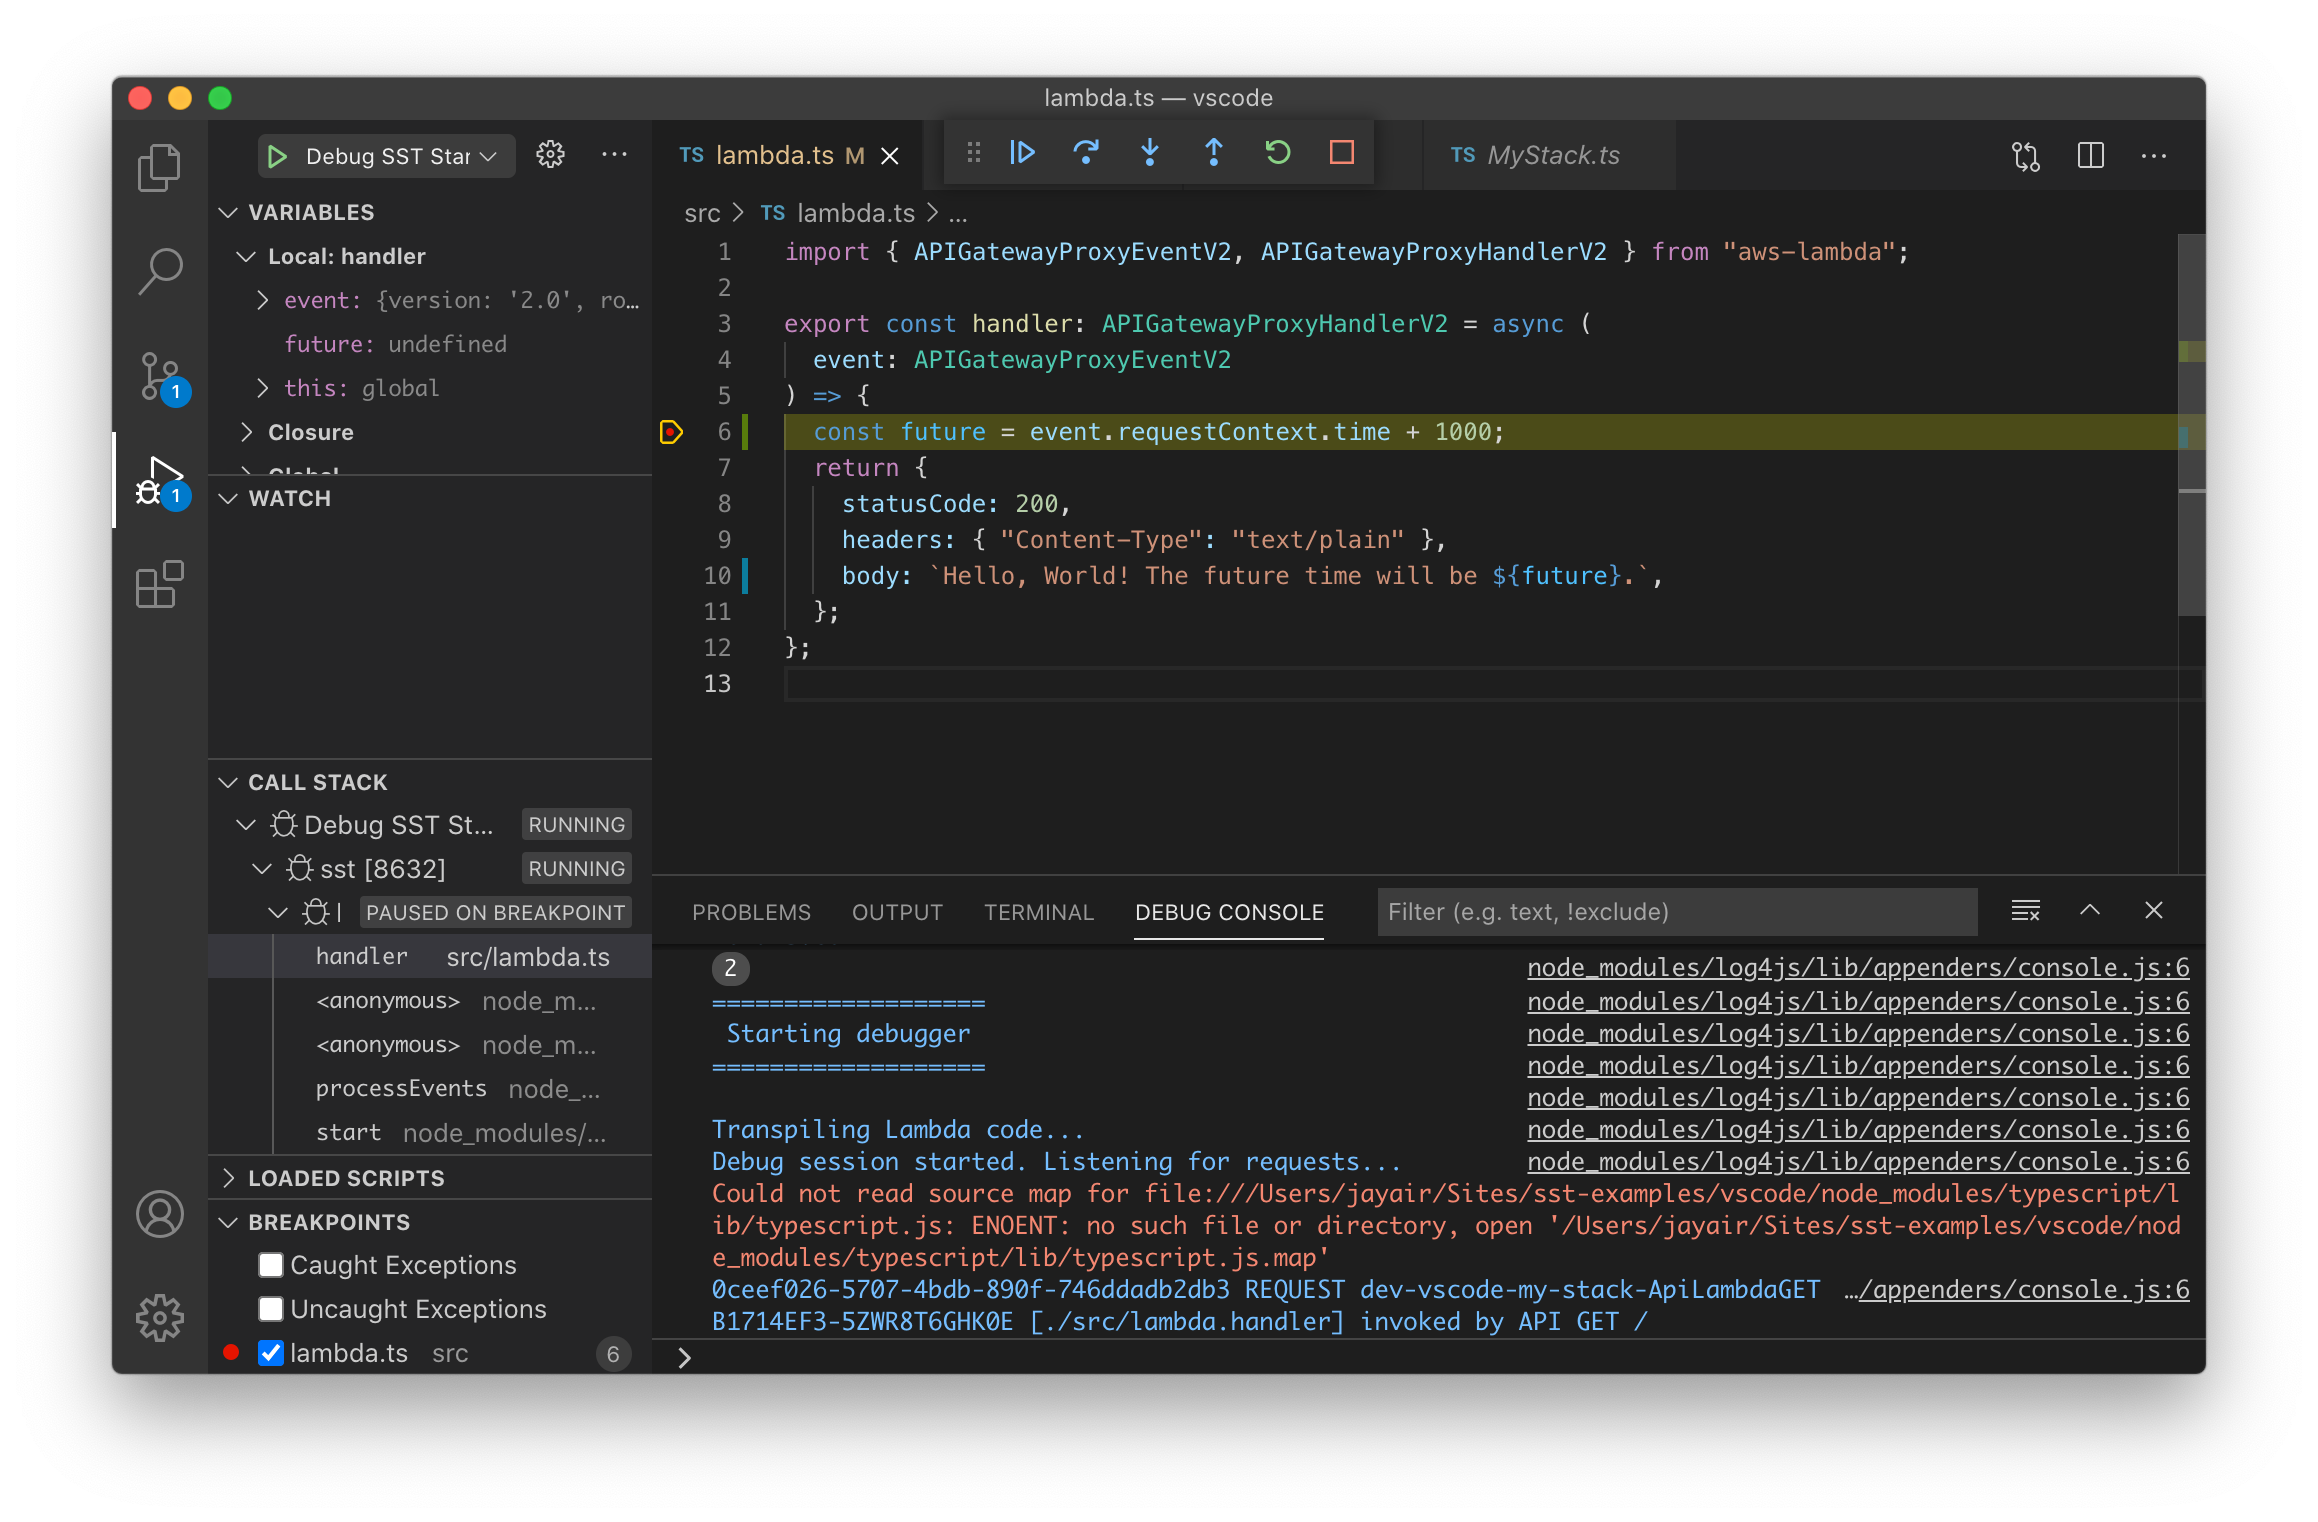 lambda.ts — vscode
Debug SST Star
VARIABLES
Local: handler
event: {version: '2.0', ro…
future: undefined
this: global
Closure
Global
WATCH
1
1
CALL STACK
Debug SST St… RUNNING
sst [8632] RUNNING
PAUSED ON BREAKPOINT
handler src/lambda.ts
<anonymous> node_m…
<anonymous> node_m…
processEvents node_…
start node_modules/…
LOADED SCRIPTS
BREAKPOINTS
Caught Exceptions
Uncaught Exceptions
lambda.ts src 6
TS lambda.ts M
TS MyStack.ts
src > TS lambda.ts > ...
1 import { APIGatewayProxyEventV2, APIGatewayProxyHandlerV2 } from "aws-lambda";
2
3 export const handler: APIGatewayProxyHandlerV2 = async (
4 event: APIGatewayProxyEventV2
5 ) => {
6 const future = event.requestContext.time + 1000;
7 return {
8 statusCode: 200,
9 headers: { "Content-Type": "text/plain" },
10 body: `Hello, World! The future time will be ${future}.`,
11 };
12 };
13
PROBLEMS OUTPUT TERMINAL DEBUG CONSOLE Filter (e.g. text, !exclude)
2 node_modules/log4js/lib/appenders/console.js:6
=================== node_modules/log4js/lib/appenders/console.js:6
Starting debugger node_modules/log4js/lib/appenders/console.js:6
=================== node_modules/log4js/lib/appenders/console.js:6
node_modules/log4js/lib/appenders/console.js:6
Transpiling Lambda code... node_modules/log4js/lib/appenders/console.js:6
Debug session started. Listening for requests... node_modules/log4js/lib/appenders/console.js:6
Could not read source map for file:///Users/jayair/Sites/sst-examples/vscode/node_modules/typescript/l
ib/typescript.js: ENOENT: no such file or directory, open '/Users/jayair/Sites/sst-examples/vscode/nod
e_modules/typescript/lib/typescript.js.map'
0ceef026-5707-4bdb-890f-746ddadb2db3 REQUEST dev-vscode-my-stack-ApiLambdaGET …/appenders/console.js:6
B1714EF3-5ZWR8T6GHK0E [./src/lambda.handler] invoked by API GET /